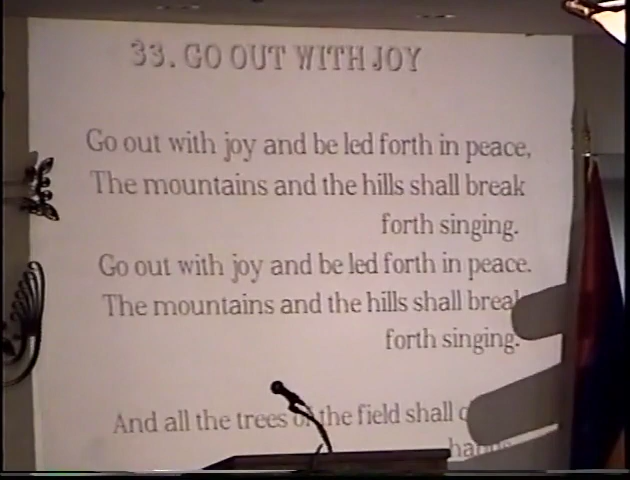 33. GO OUT WITH JOY
Go out with joy and be led forth in peace,
The mountains and the hills shall break
forth singing.
Go out with joy and be led forth in peace.
The mountains and the hills shall break
forth singing.
And all the trees of the field shall